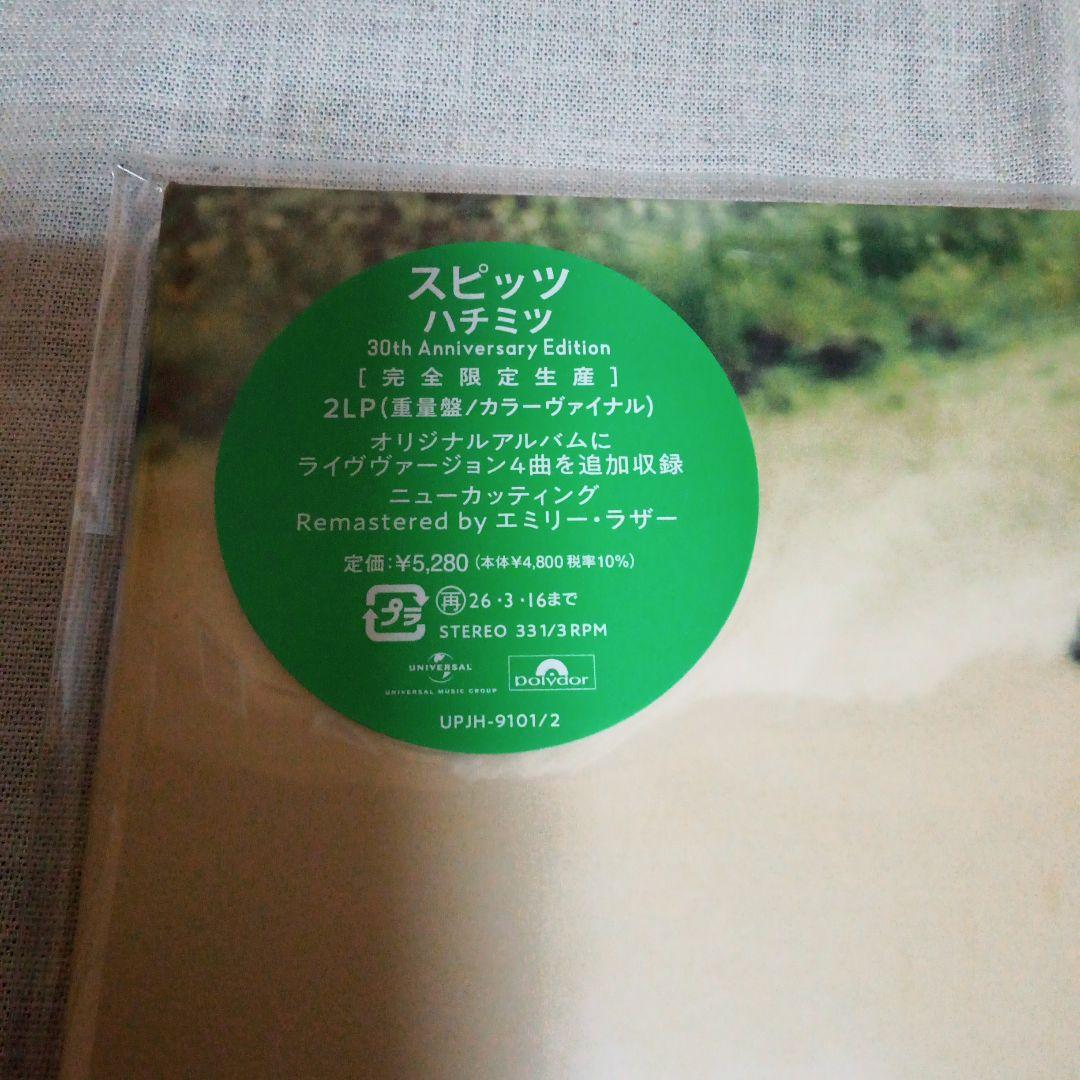 スピッツ
ハチミツ
30th Anniversary Edition
[完全限定生産]
2LP(重量盤/カラーヴァイナル)
オリジナルアルバムに
ライヴヴァージョン4曲を追加収録
ニューカッティング
Remastered by エミリー・ラザー
定価:¥5,280(本体¥4,800 税率10%)
プラ 再 26・3・16まで
STEREO 33 1/3 RPM
UNIVERSAL polydor
UNIVERSAL MUSIC GROUP
UPJH-9101/2